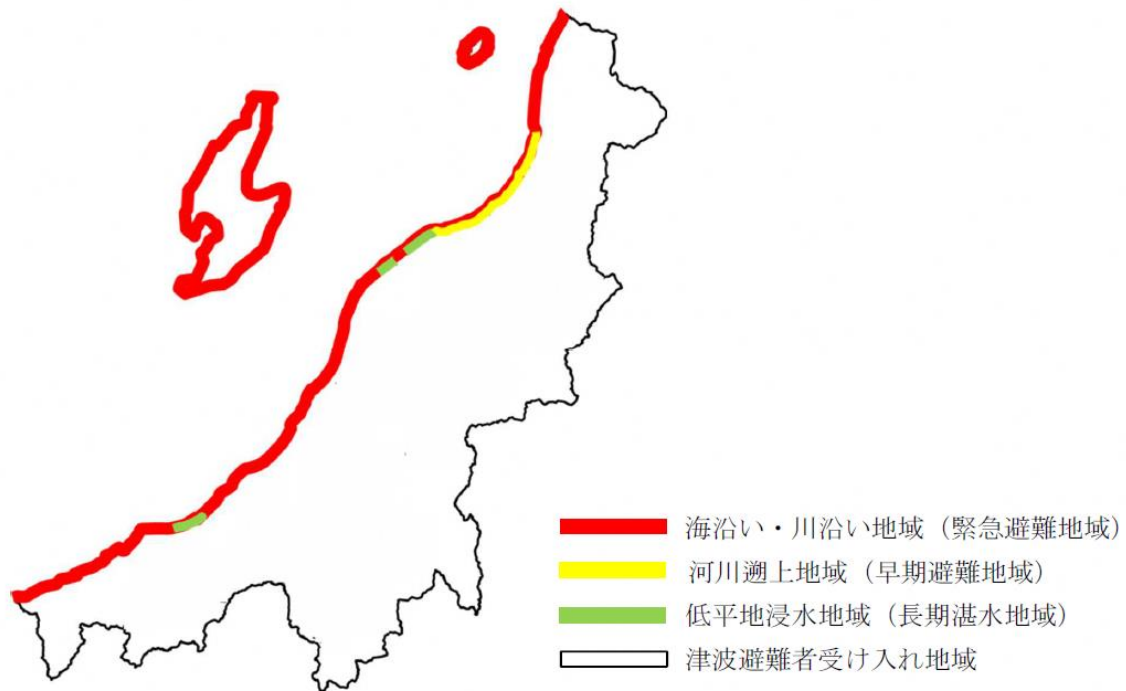 海沿い・川沿い地域（緊急避難地域）
河川遡上地域（早期避難地域）
低平地浸水地域（長期湛水地域）
津波避難者受け入れ地域